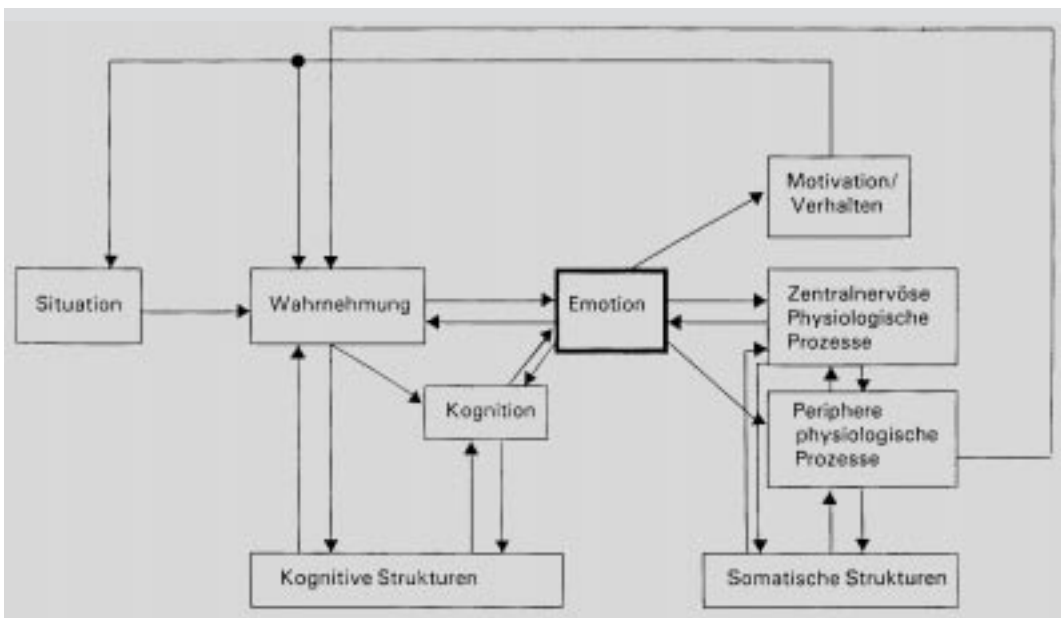 Motivation/
Verhalten
Situation
Wahrnehmung
Emotion
Zentralnervöse
Physiologische
Prozesse
Kognition
Periphere
physiologische
Prozesse
Kognitive Strukturen
Somatische Strukturen